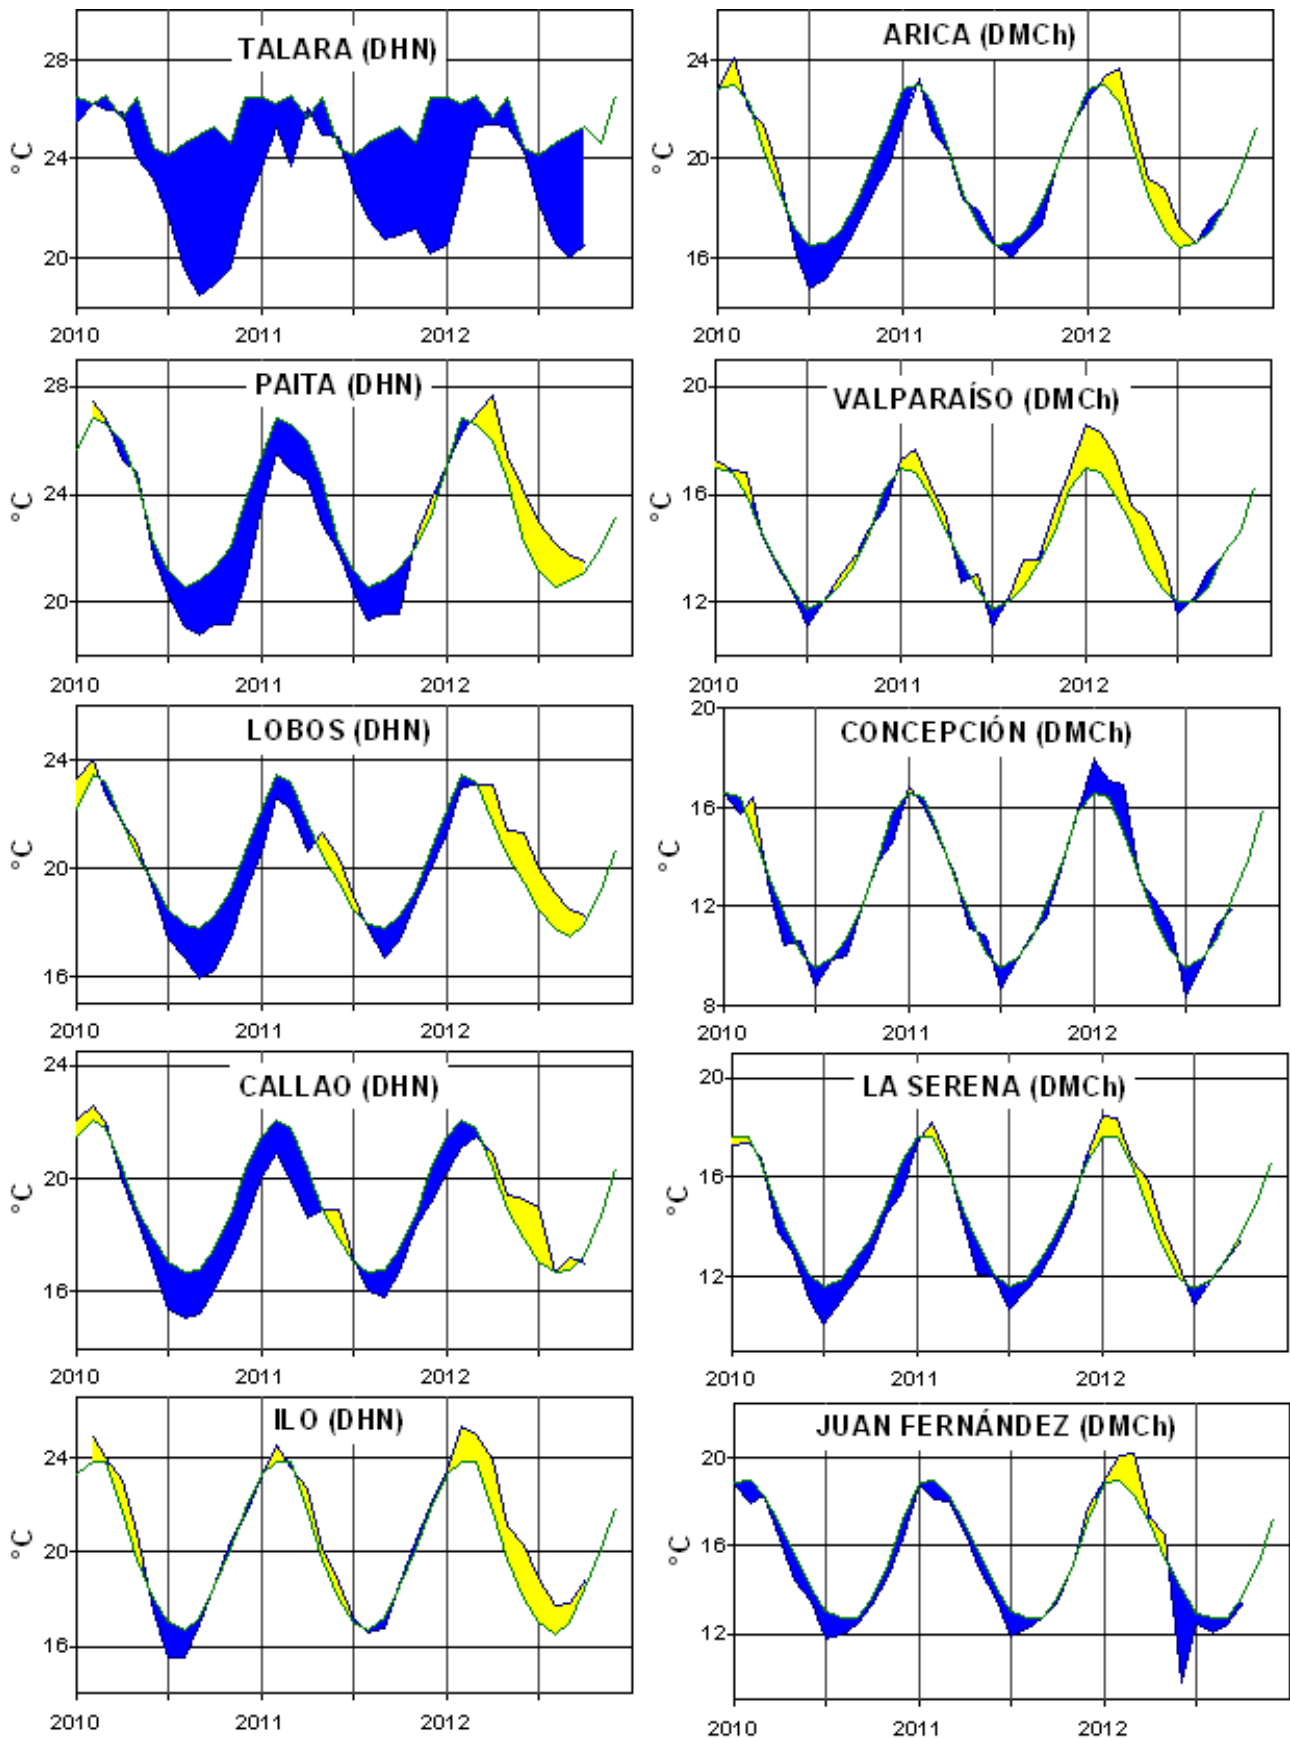 TALARA (DHN)
°C
28
24
20
2010 2011 2012
ARICA (DMCh)
°C
24
20
16
2010 2011 2012
PAITA (DHN)
°C
28
24
20
2010 2011 2012
VALPARAÍSO (DMCh)
°C
20
16
12
2010 2011 2012
LOBOS (DHN)
°C
24
20
16
2010 2011 2012
CONCEPCIÓN (DMCh)
°C
20
16
12
8
2010 2011 2012
CALLAO (DHN)
°C
24
20
16
2010 2011 2012
LA SERENA (DMCh)
°C
20
16
12
2010 2011 2012
ILO (DHN)
°C
24
20
16
2010 2011 2012
JUAN FERNÁNDEZ (DMCh)
°C
20
16
12
2010 2011 2012